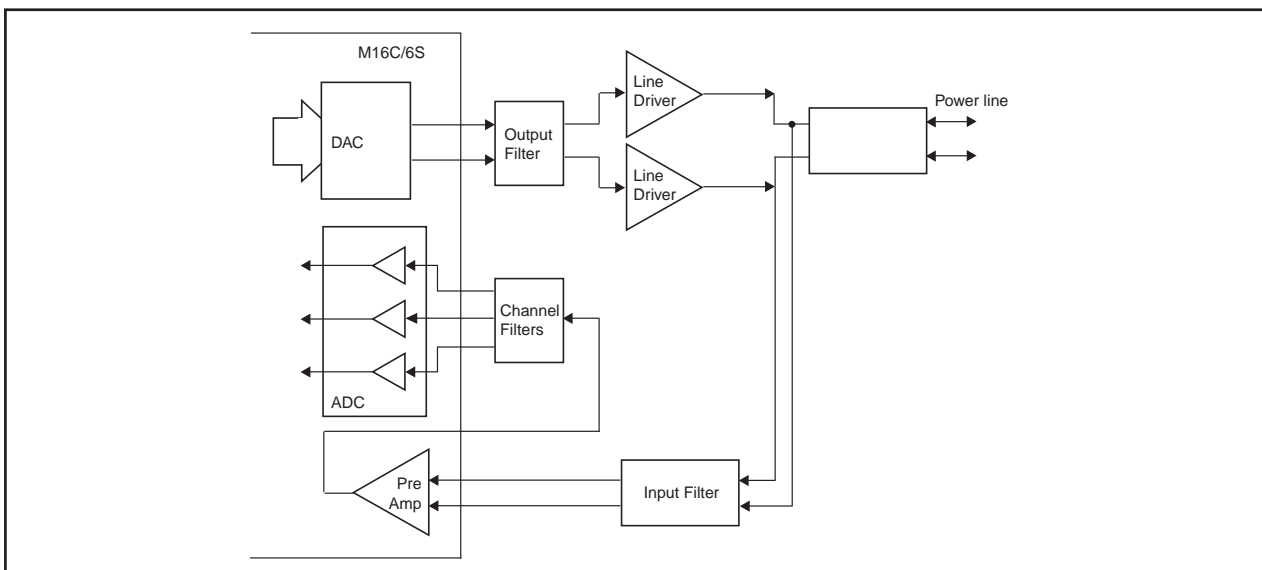 M16C/6S
DAC
Output
Filter
Line
Driver
Line
Driver
Power line
Channel
Filters
ADC
Pre
Amp
Input Filter